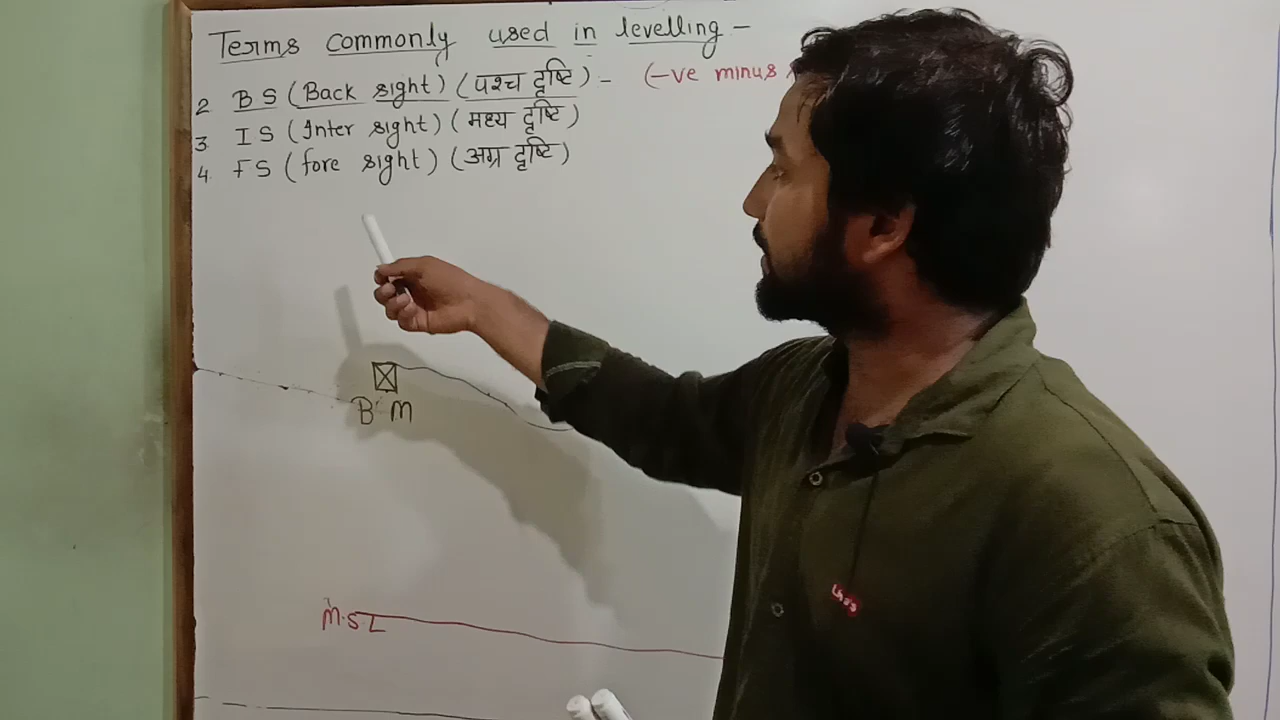 Terms commonly used in levelling -
2. BS (Back sight) (पश्च दृष्टि) - (-ve minus
3. IS (Inter sight) (मध्य दृष्टि)
4. FS (fore sight) (अग्र दृष्टि)
B M
M.S L